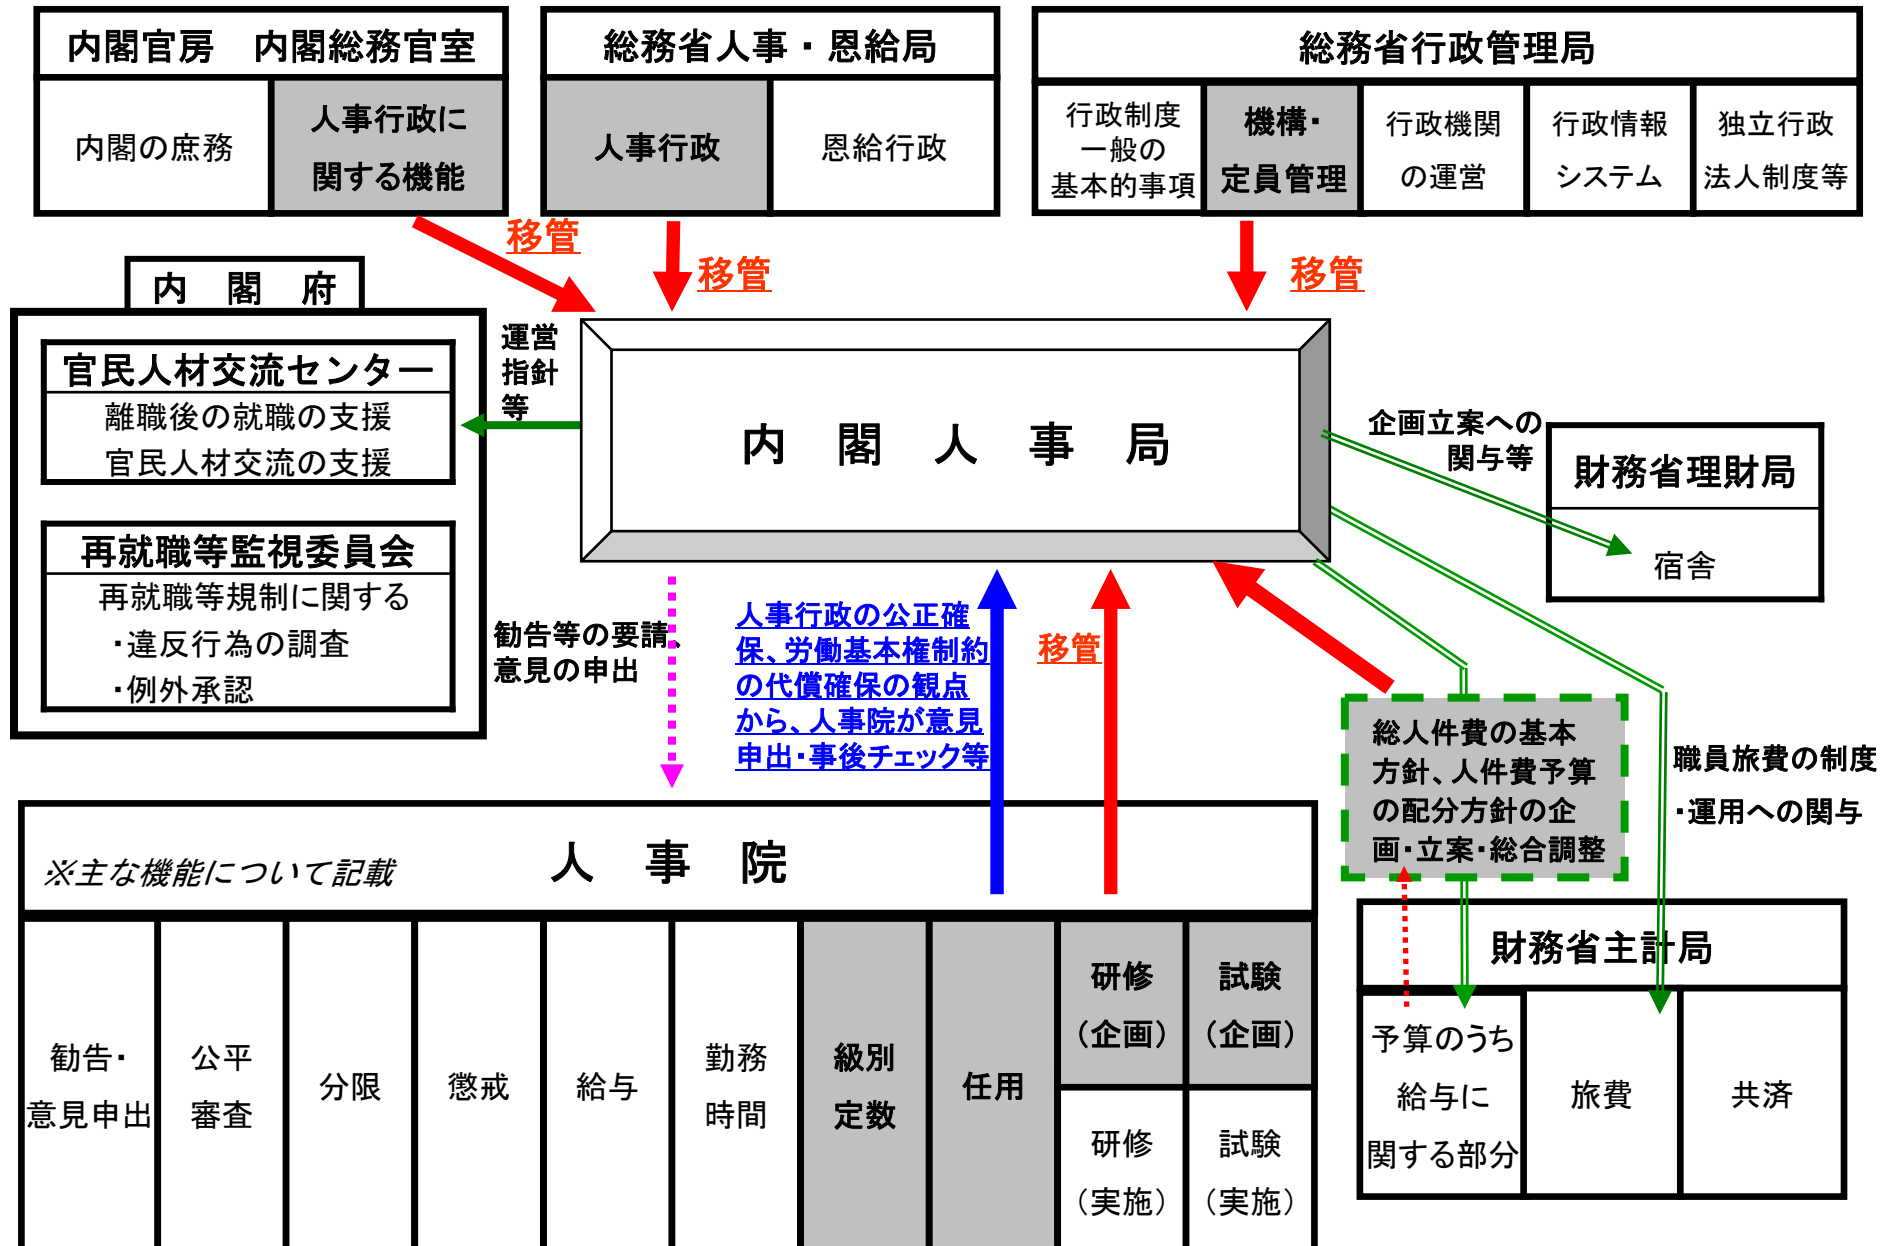 内閣官房　内閣総務官室
内閣の庶務
人事行政に
関する機能
総務省人事・恩給局
人事行政
恩給行政
総務省行政管理局
行政制度
一般の
基本的事項
機構・
定員管理
行政機関
の運営
行政情報
システム
独立行政
法人制度等
移管
移管
移管
内　閣　府
官民人材交流センター
離職後の就職の支援
官民人材交流の支援
再就職等監視委員会
再就職等規制に関する
・違反行為の調査
・例外承認
運営
指針
等
内　閣　人　事　局
企画立案への
関与等
財務省理財局
宿舎
勧告等の要請、
意見の申出
人事行政の公正確
保、労働基本権制約
の代償確保の観点
から、人事院が意見
申出・事後チェック等
移管
総人件費の基本
方針、人件費予算
の配分方針の企
画・立案・総合調整
職員旅費の制度
・運用への関与
※主な機能について記載
人　事　院
勧告・
意見申出
公平
審査
分限
懲戒
給与
勤務
時間
級別
定数
任用
研修
（企画）
試験
（企画）
研修
（実施）
試験
（実施）
財務省主計局
予算のうち
給与に
関する部分
旅費
共済